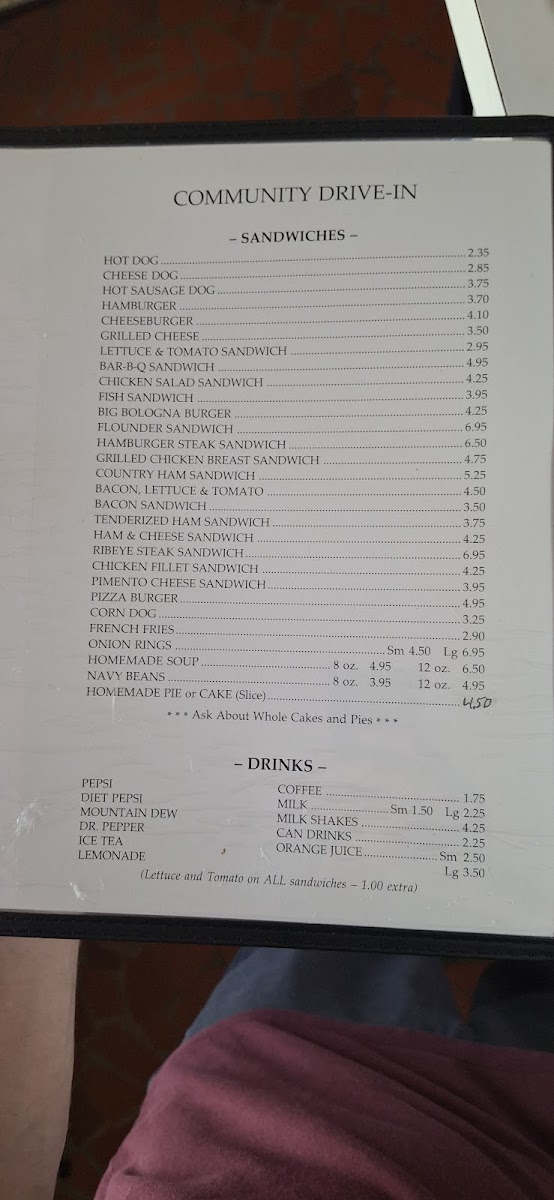 COMMUNITY DRIVE-IN
– SANDWICHES –
HOT DOG 2.35
CHEESE DOG 2.85
HOT SAUSAGE DOG 3.75
HAMBURGER 3.70
CHEESEBURGER 4.10
GRILLED CHEESE 3.50
LETTUCE & TOMATO SANDWICH 2.95
BAR-B-Q SANDWICH 4.95
CHICKEN SALAD SANDWICH 4.25
FISH SANDWICH 3.95
BIG BOLOGNA BURGER 4.25
FLOUNDER SANDWICH 6.95
HAMBURGER STEAK SANDWICH 6.50
GRILLED CHICKEN BREAST SANDWICH 4.75
COUNTRY HAM SANDWICH 5.25
BACON, LETTUCE & TOMATO 4.50
BACON SANDWICH 3.50
TENDERIZED HAM SANDWICH 3.75
HAM & CHEESE SANDWICH 4.25
RIBEYE STEAK SANDWICH 6.95
CHICKEN FILLET SANDWICH 4.25
PIMENTO CHEESE SANDWICH 3.95
PIZZA BURGER 4.95
CORN DOG 3.25
FRENCH FRIES 2.90
ONION RINGS Sm 4.50 Lg 6.95
HOMEMADE SOUP 8 oz. 4.95 12 oz. 6.50
NAVY BEANS 8 oz. 3.95 12 oz. 4.95
HOMEMADE PIE or CAKE (Slice) 4.50
* * * Ask About Whole Cakes and Pies * * *
– DRINKS –
PEPSI
DIET PEPSI
MOUNTAIN DEW
DR. PEPPER
ICE TEA
LEMONADE
COFFEE 1.75
MILK Sm 1.50 Lg 2.25
MILK SHAKES 4.25
CAN DRINKS 2.25
ORANGE JUICE Sm 2.50
Lg 3.50
(Lettuce and Tomato on ALL sandwiches – 1.00 extra)